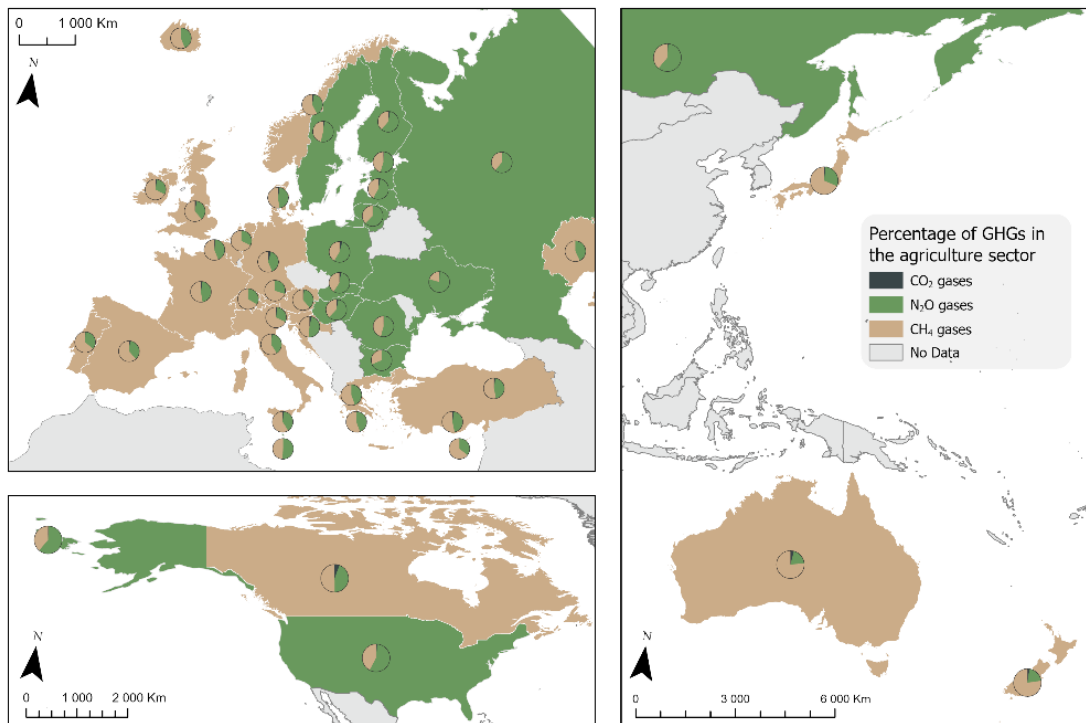 0 1 000 Km
N
N
0 1 000 2 000 Km
Percentage of GHGs in
the agriculture sector
CO₂ gases
N₂O gases
CH₄ gases
No Data
N
0 3 000 6 000 Km